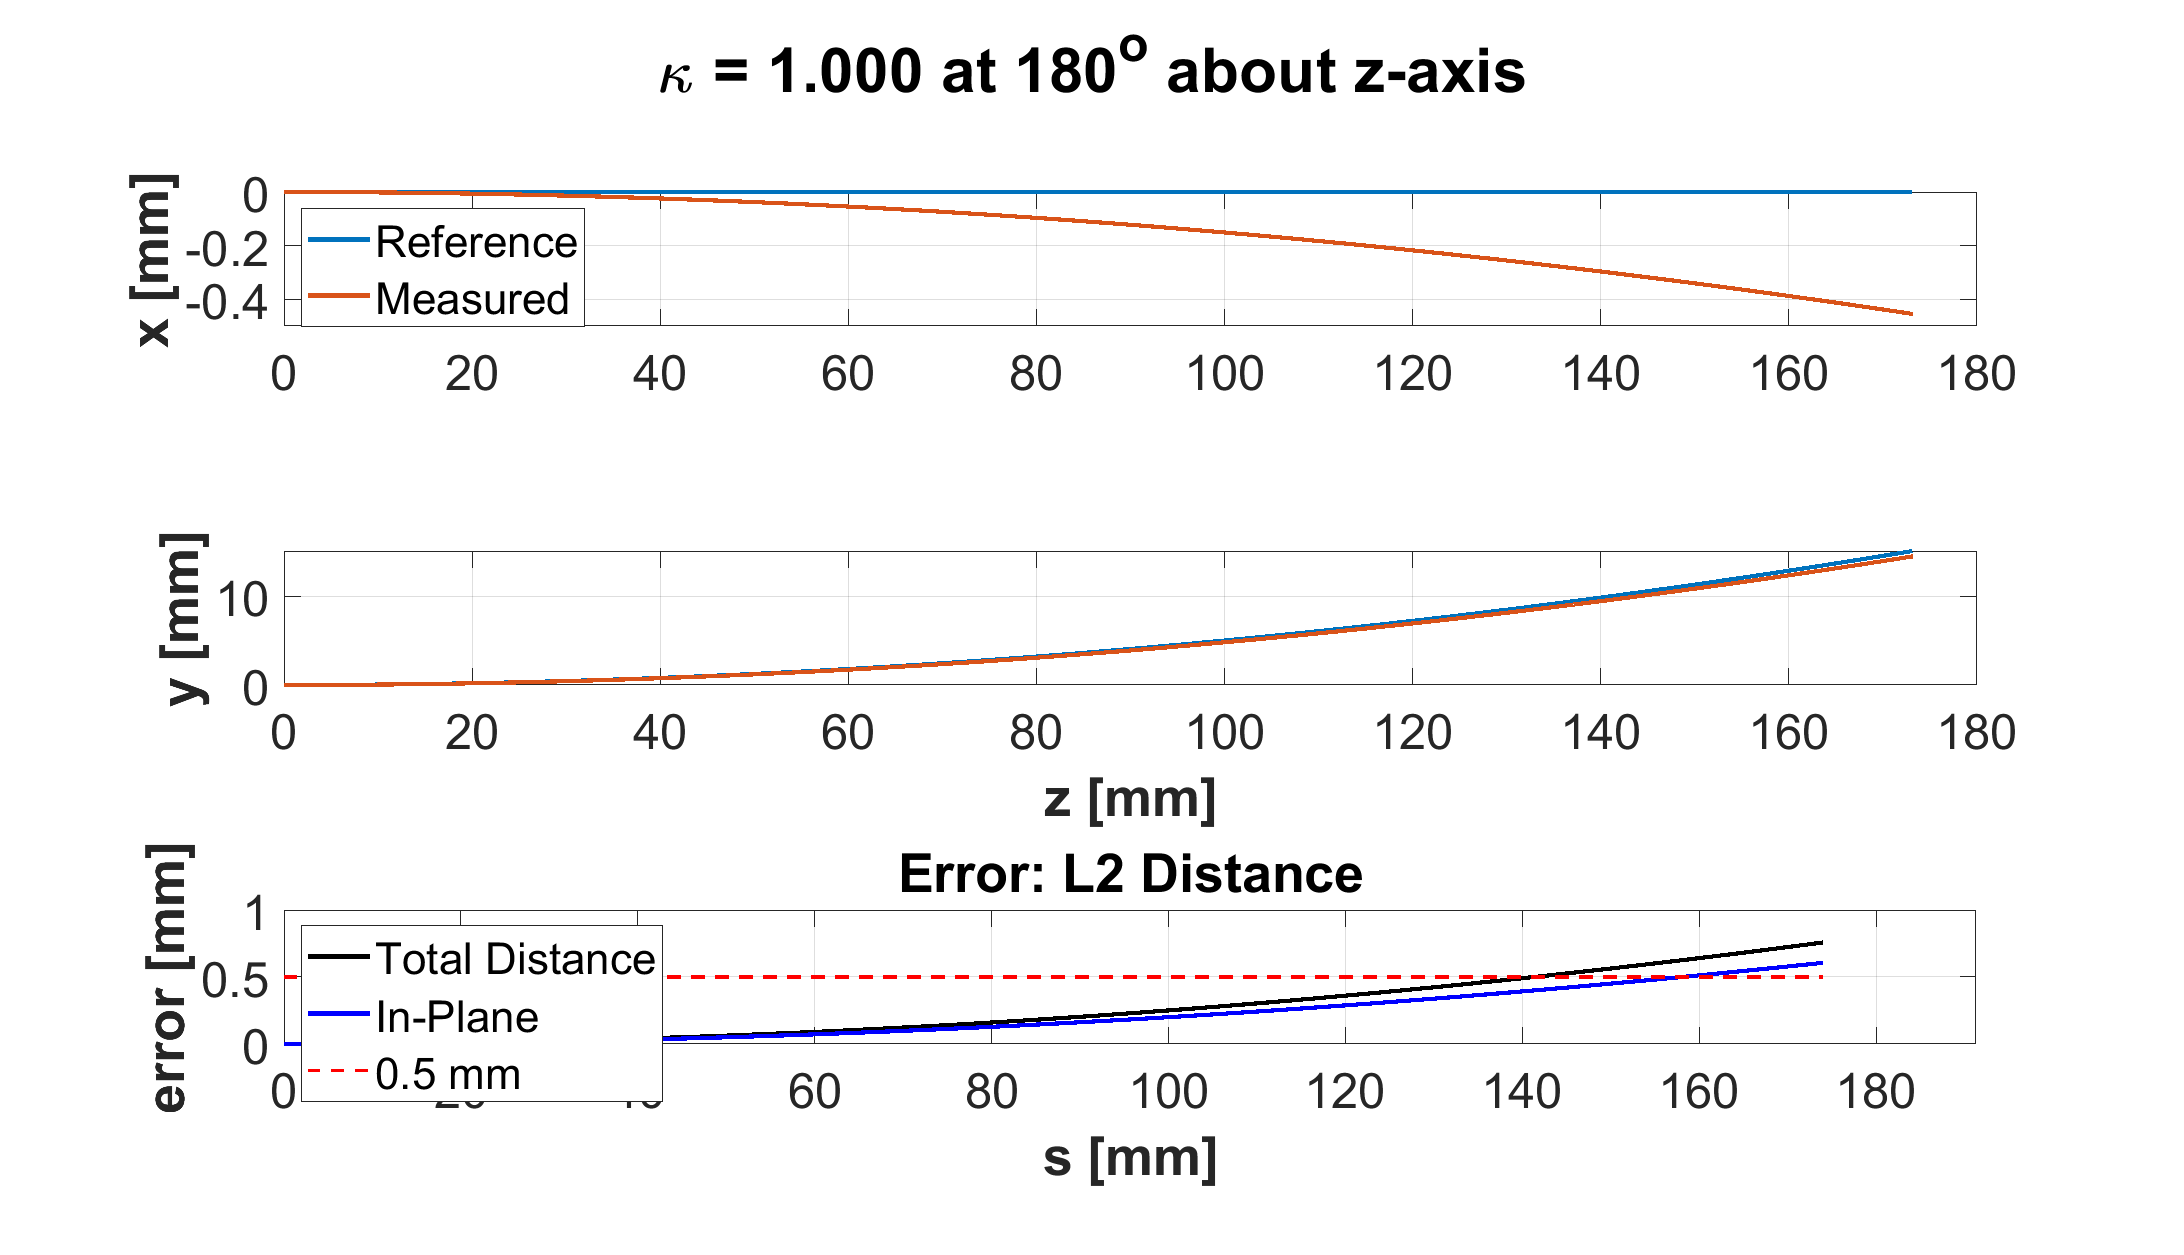 κ = 1.000 at 180° about z-axis
x [mm]
0
-0.2
-0.4
Reference
Measured
0 20 40 60 80 100 120 140 160 180
y [mm]
10
0
0 20 40 60 80 100 120 140 160 180
z [mm]
Error: L2 Distance
error [mm]
1
0.5
0
Total Distance
In-Plane
0.5 mm
0 60 80 100 120 140 160 180
s [mm]